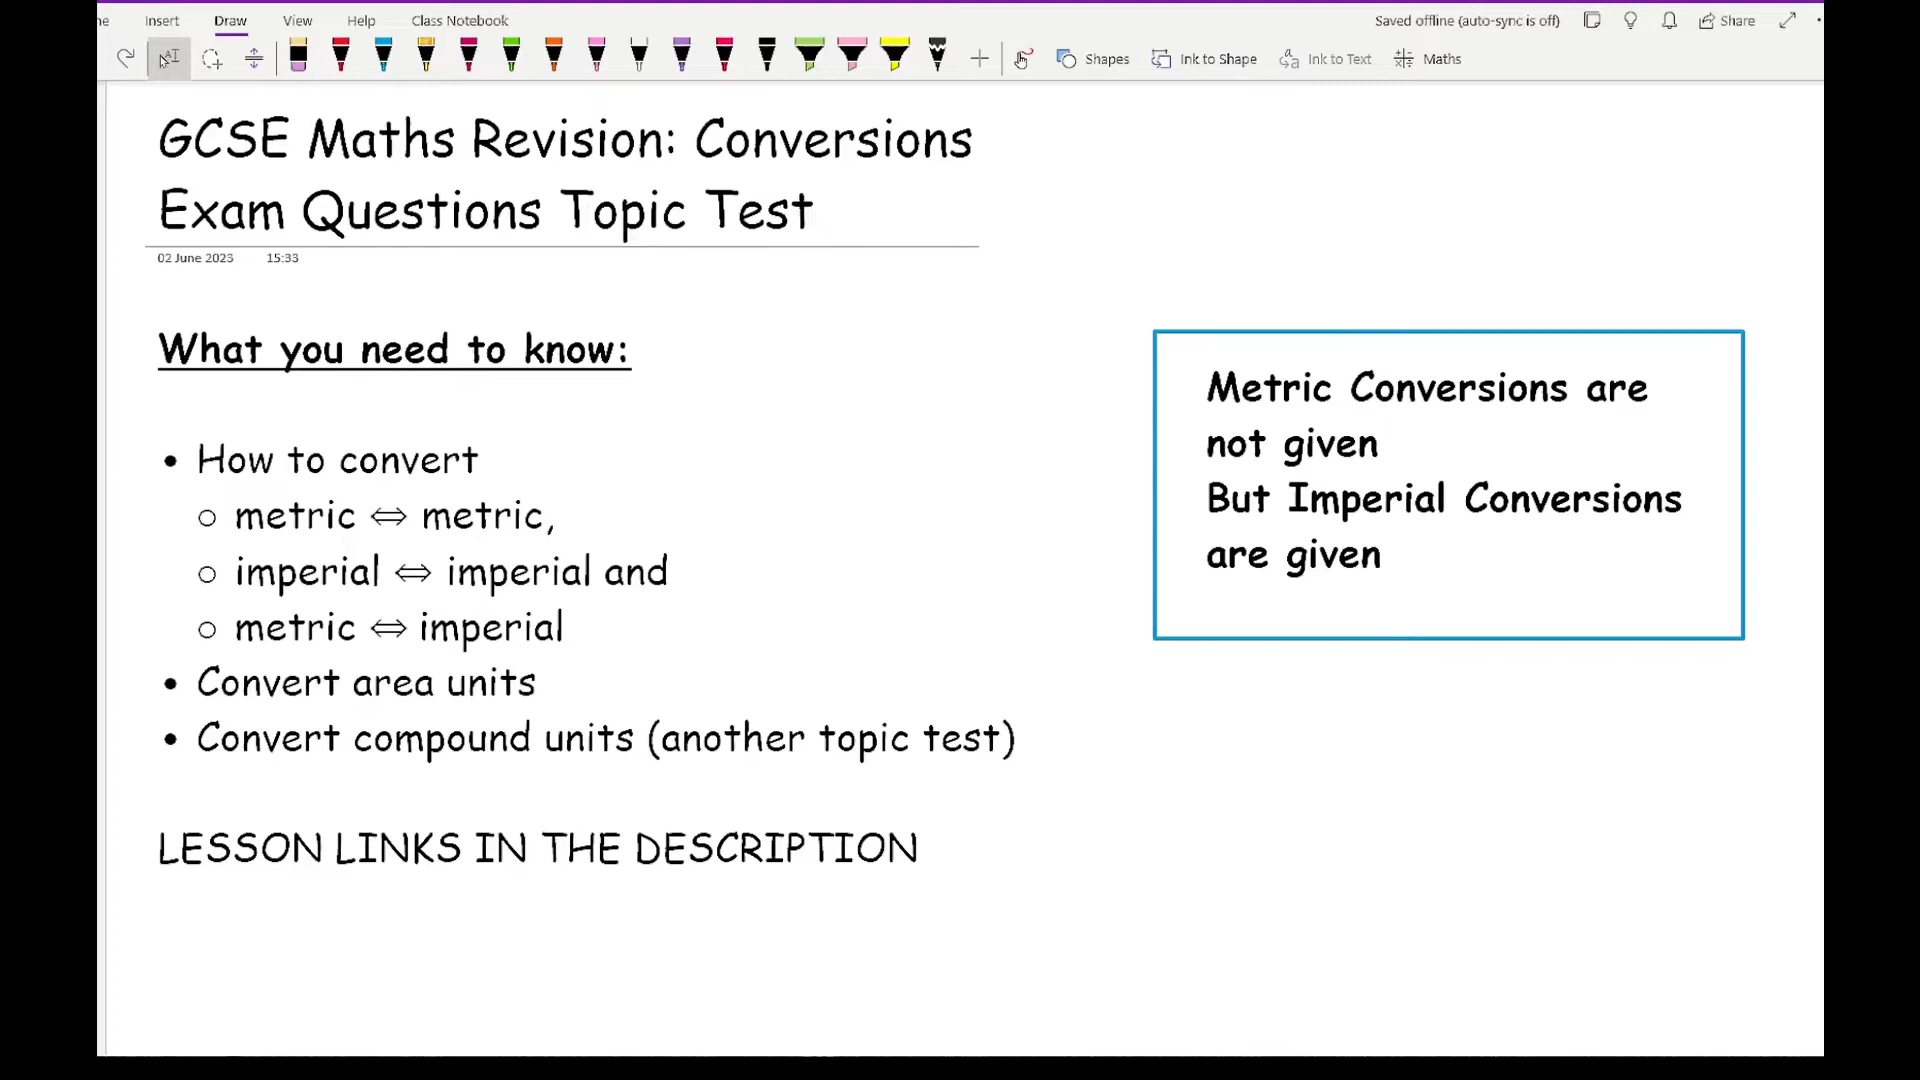 Insert Draw View Help Class Notebook Saved offline (auto-sync is off) Share
Shapes Ink to Shape Ink to Text Maths
GCSE Maths Revision: Conversions
Exam Questions Topic Test
02 June 2023 15:33
What you need to know:
• How to convert
○ metric ⇔ metric,
○ imperial ⇔ imperial and
○ metric ⇔ imperial
• Convert area units
• Convert compound units (another topic test)
LESSON LINKS IN THE DESCRIPTION
Metric Conversions are
not given
But Imperial Conversions
are given